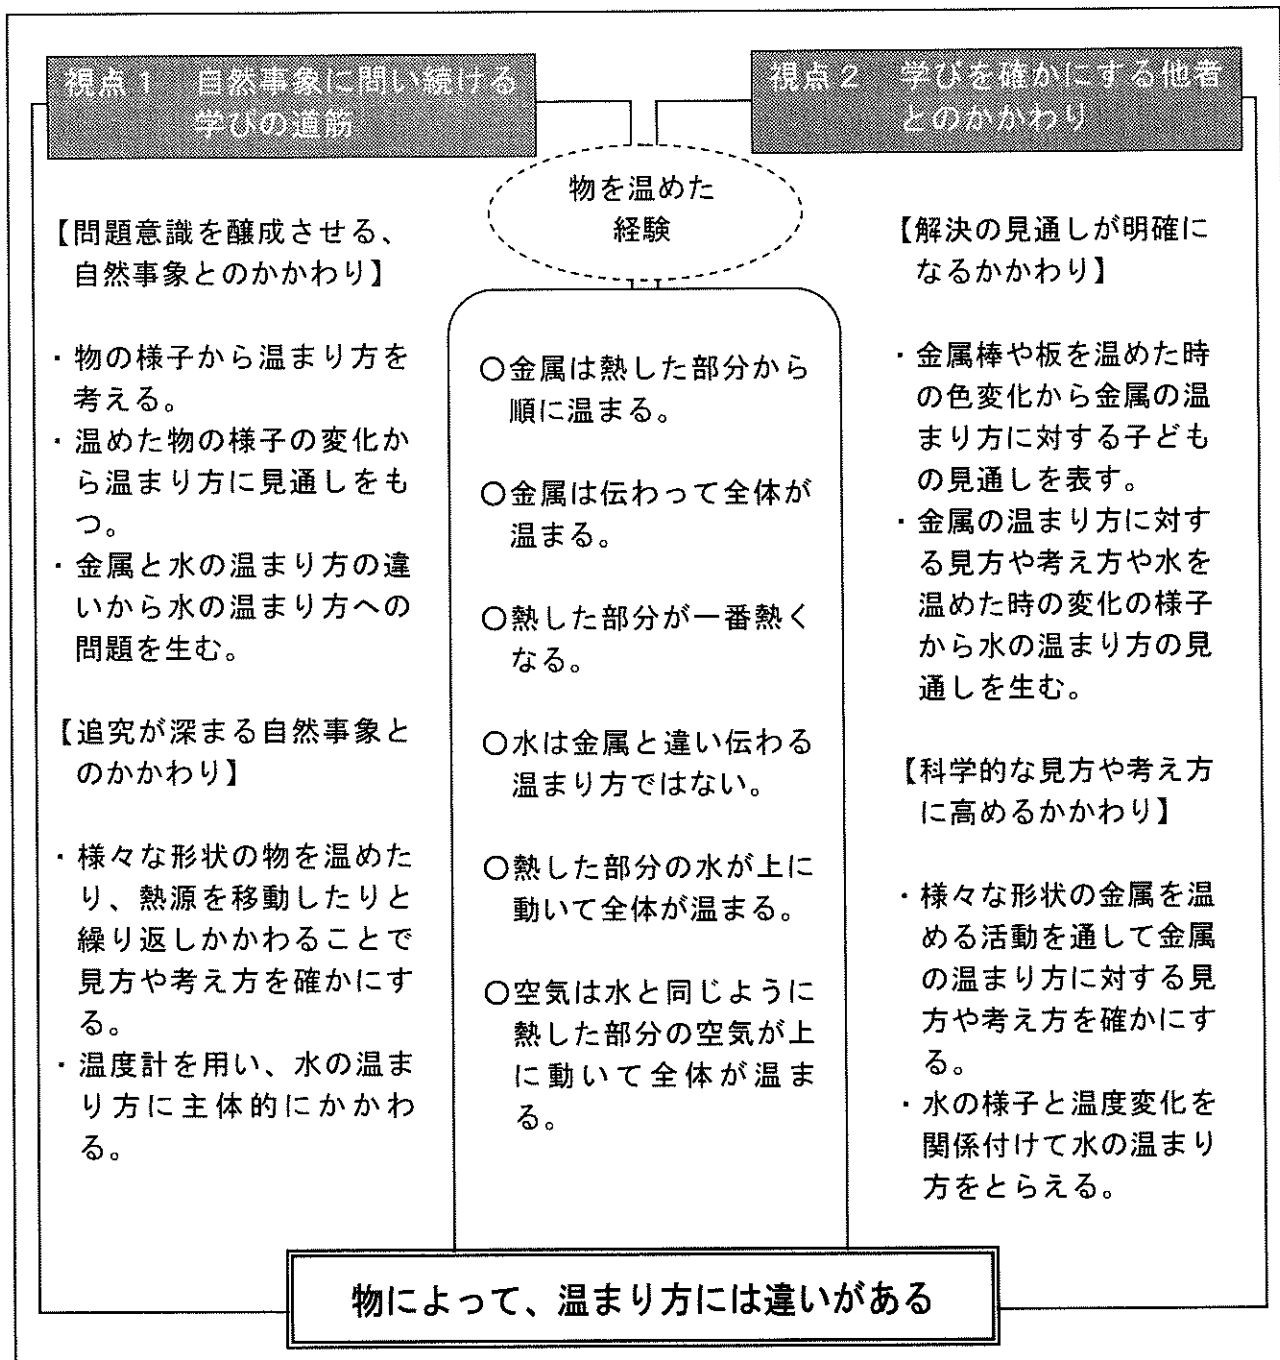 視点1 自然事象に問い続ける
学びの道筋
【問題意識を醸成させる、
自然事象とのかかわり】
・物の様子から温まり方を
考える。
・温めた物の様子の変化か
ら温まり方に見通しをも
つ。
・金属と水の温まり方の違
いから水の温まり方への
問題を生む。
【追究が深まる自然事象と
のかかわり】
・様々な形状の物を温めた
り、熱源を移動したりと
繰り返しかかわることで
見方や考え方を確かにす
る。
・温度計を用い、水の温ま
り方に主体的にかかわ
る。
物を温めた
経験
○金属は熱した部分から
順に温まる。
○金属は伝わって全体が
温まる。
○熱した部分が一番熱く
なる。
○水は金属と違い伝わる
温まり方ではない。
○熱した部分の水が上に
動いて全体が温まる。
○空気は水と同じように
熱した部分の空気が上
に動いて全体が温ま
る。
視点2 学びを確かにする他者
とのかかわり
【解決の見通しが明確に
なるかかわり】
・金属棒や板を温めた時
の色変化から金属の温
まり方に対する子ども
の見通しを表す。
・金属の温まり方に対す
る見方や考え方や水を
温めた時の変化の様子
から水の温まり方の見
通しを生む。
【科学的な見方や考え方
に高めるかかわり】
・様々な形状の金属を温
める活動を通して金属
の温まり方に対する見
方や考え方を確かにす
る。
・水の様子と温度変化を
関係付けて水の温まり
方をとらえる。
物によって、温まり方には違いがある